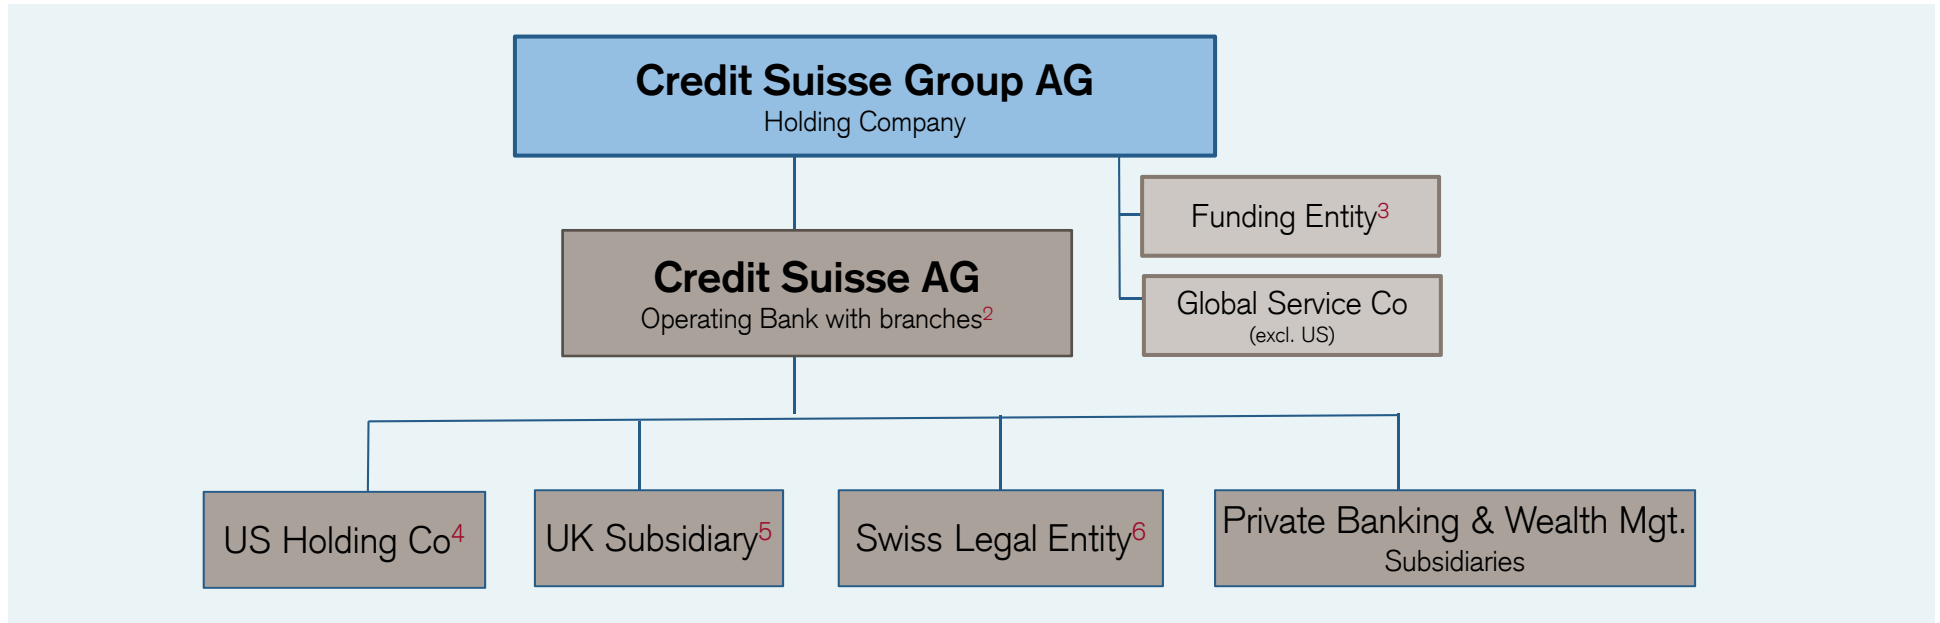 Credit Suisse Group AG
Holding Company
Funding Entity3
Credit Suisse AG
Operating Bank with branches2
Global Service Co
(excl. US)
US Holding Co4
UK Subsidiary5
Swiss Legal Entity6
Private Banking & Wealth Mgt.
Subsidiaries